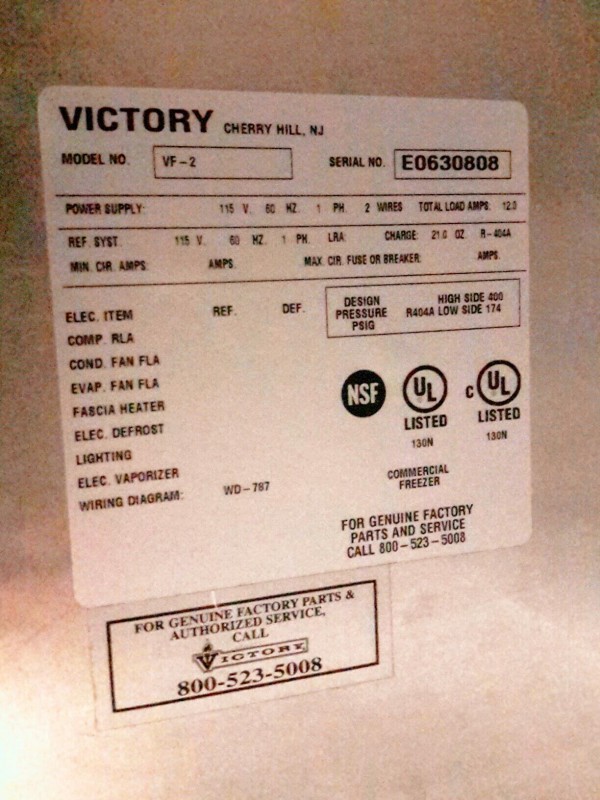 VICTORY CHERRY HILL, NJ
MODEL NO. VF-2 SERIAL NO. E0630808
POWER SUPPLY: 115 V. 60 HZ. 1 PH. 2 WIRES TOTAL LOAD AMPS. 12.0
REF. SYST. 115 V. 60 HZ. 1 PH. LRA: CHARGE: 21.0 OZ. R-404A
MIN. CIR. AMPS: AMPS. MAX. CIR. FUSE OR BREAKER: AMPS.
ELEC. ITEM REF. DEF.
COMP. RLA
COND. FAN FLA
EVAP. FAN FLA
FASCIA HEATER
ELEC. DEFROST
LIGHTING
ELEC. VAPORIZER
WIRING DIAGRAM: WD-787
DESIGN
PRESSURE
PSIG
HIGH SIDE 400
R404A LOW SIDE 174
NSF
UL
LISTED
130N
C UL
LISTED
130N
COMMERCIAL
FREEZER
FOR GENUINE FACTORY
PARTS AND SERVICE
CALL 800-523-5008
FOR GENUINE FACTORY PARTS &
AUTHORIZED SERVICE,
CALL
VICTORY
800-523-5008